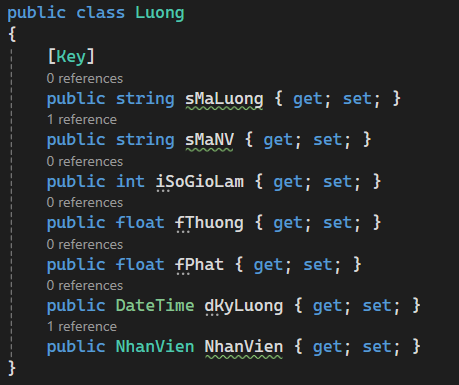 public class Luong
{
[Key]
0 references
public string sMaLuong { get; set; }
1 reference
public string sMaNV { get; set; }
0 references
public int iSoGioLam { get; set; }
0 references
public float fThuong { get; set; }
0 references
public float fPhat { get; set; }
0 references
public DateTime dKyLuong { get; set; }
1 reference
public NhanVien NhanVien { get; set; }
}